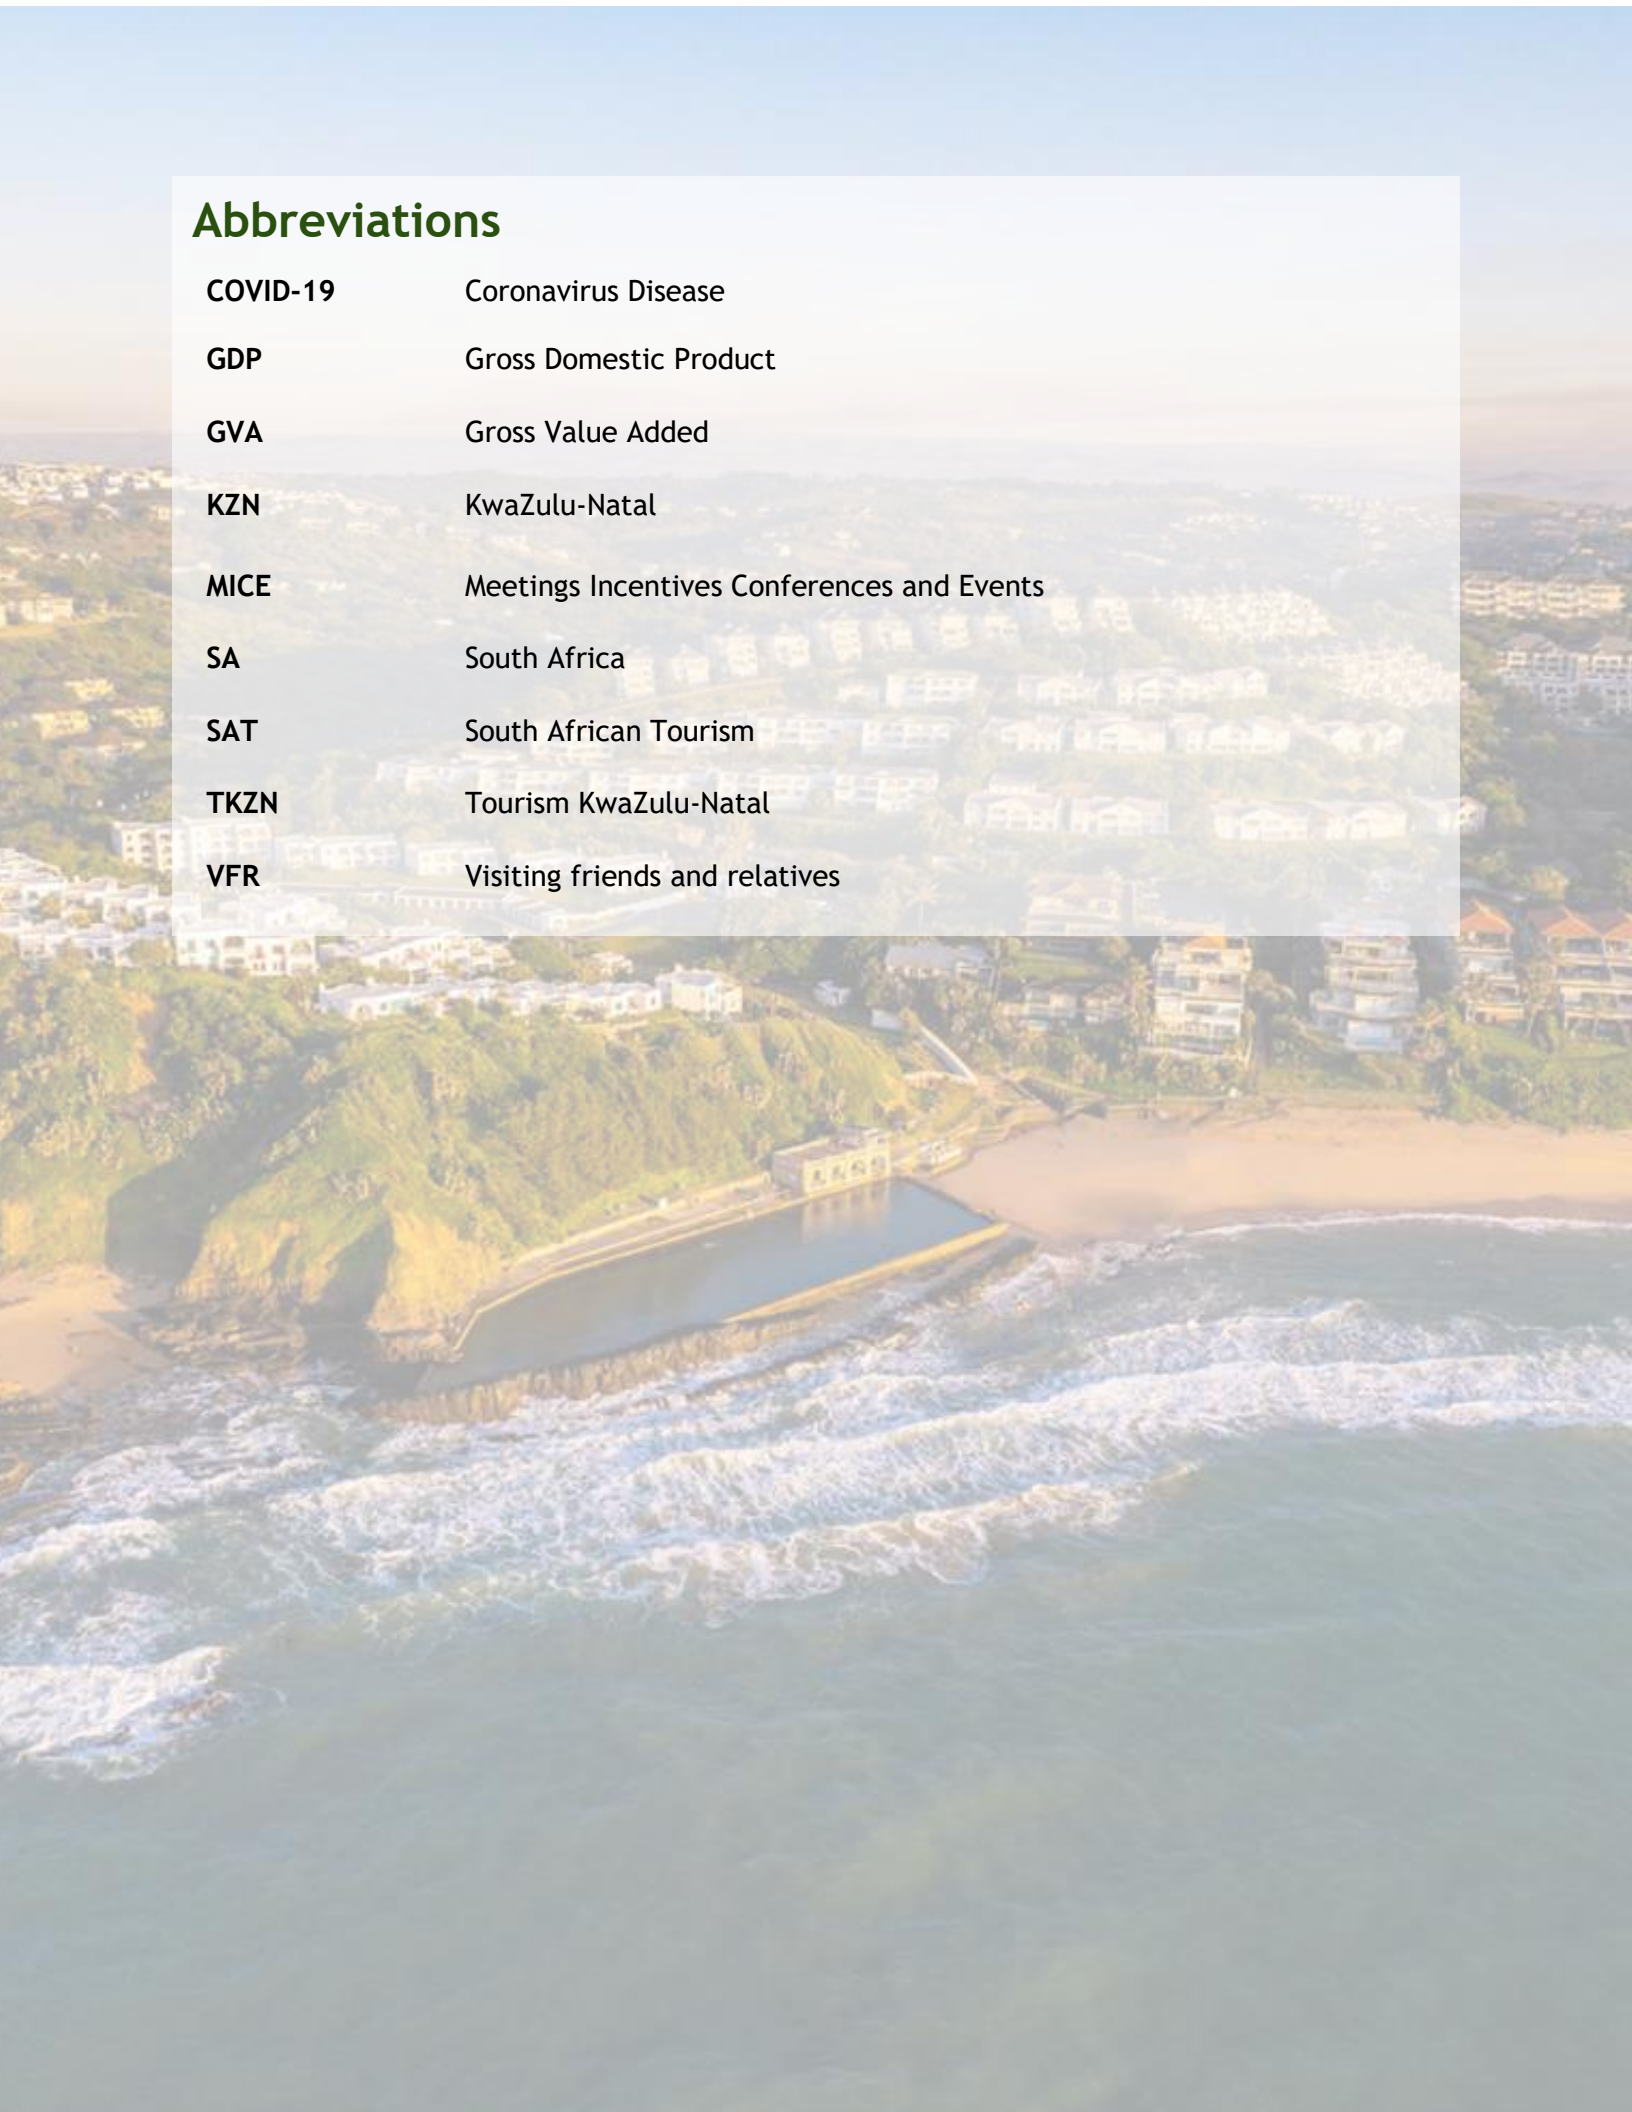 Abbreviations
COVID-19 Coronavirus Disease
GDP Gross Domestic Product
GVA Gross Value Added
KZN KwaZulu-Natal
MICE Meetings Incentives Conferences and Events
SA South Africa
SAT South African Tourism
TKZN Tourism KwaZulu-Natal
VFR Visiting friends and relatives